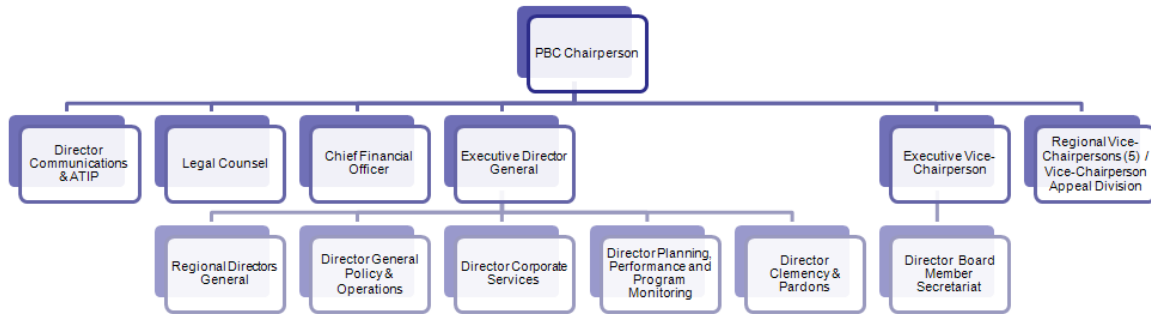 PBC Chairperson
Director
Communications
& ATIP
Legal Counsel
Chief Financial
Officer
Executive Director
General
Executive Vice-
Chairperson
Regional Vice-
Chairpersons (5) /
Vice-Chairperson
Appeal Division
Regional Directors
General
Director General
Policy &
Operations
Director Corporate
Services
Director Planning,
Performance and
Program
Monitoring
Director
Clemency &
Pardons
Director Board
Member
Secretariat